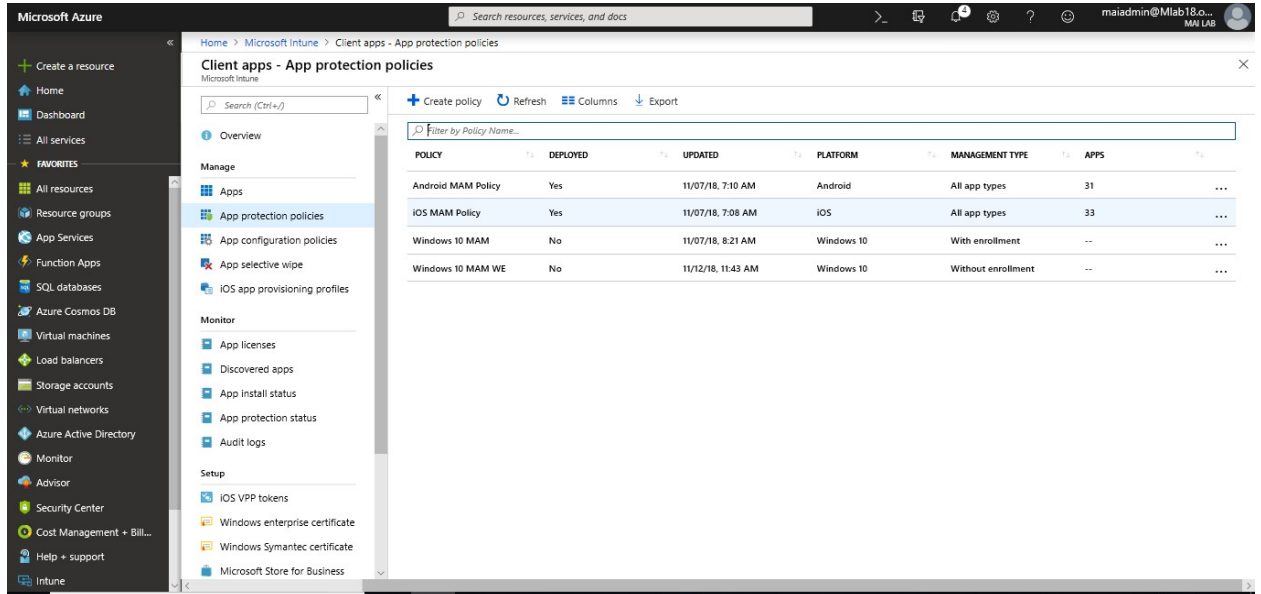 Microsoft Azure
Search resources, services, and docs
4
maiadmin@Mlab18.o...
MAI LAB
Create a resource
Home
Dashboard
All services
FAVORITES
All resources
Resource groups
App Services
Function Apps
SQL databases
Azure Cosmos DB
Virtual machines
Load balancers
Storage accounts
Virtual networks
Azure Active Directory
Monitor
Advisor
Security Center
Cost Management + Bill...
Help + support
Intune
Home > Microsoft Intune > Client apps - App protection policies
Client apps - App protection policies
Microsoft Intune
Search (Ctrl+/)
Overview
Manage
Apps
App protection policies
App configuration policies
App selective wipe
iOS app provisioning profiles
Monitor
App licenses
Discovered apps
App install status
App protection status
Audit logs
Setup
iOS VPP tokens
Windows enterprise certificate
Windows Symantec certificate
Microsoft Store for Business
Create policy Refresh Columns Export
Filter by Policy Name...
POLICY DEPLOYED UPDATED PLATFORM MANAGEMENT TYPE APPS
Android MAM Policy Yes 11/07/18, 7:10 AM Android All app types 31 ...
iOS MAM Policy Yes 11/07/18, 7:08 AM iOS All app types 33 ...
Windows 10 MAM No 11/07/18, 8:21 AM Windows 10 With enrollment -- ...
Windows 10 MAM WE No 11/12/18, 11:43 AM Windows 10 Without enrollment -- ...